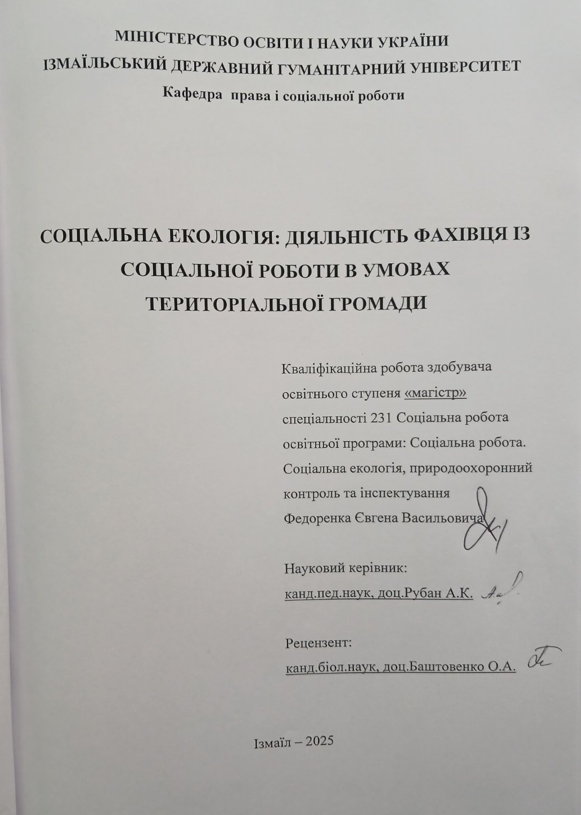 МІНІСТЕРСТВО ОСВІТИ І НАУКИ УКРАЇНИ
ІЗМАЇЛЬСЬКИЙ ДЕРЖАВНИЙ ГУМАНІТАРНИЙ УНІВЕРСИТЕТ
Кафедра права і соціальної роботи
СОЦІАЛЬНА ЕКОЛОГІЯ: ДІЯЛЬНІСТЬ ФАХІВЦЯ ІЗ
СОЦІАЛЬНОЇ РОБОТИ В УМОВАХ
ТЕРИТОРІАЛЬНОЇ ГРОМАДИ
Кваліфікаційна робота здобувача
освітнього ступеня «магістр»
спеціальності 231 Соціальна робота
освітньої програми: Соціальна робота.
Соціальна екологія, природоохоронний
контроль та інспектування
Федоренка Євгена Васильовича
Науковий керівник:
канд.пед.наук, доц.Рубан А.К.
Рецензент:
канд.біол.наук, доц.Баштовенко О.А.
Ізмаїл – 2025